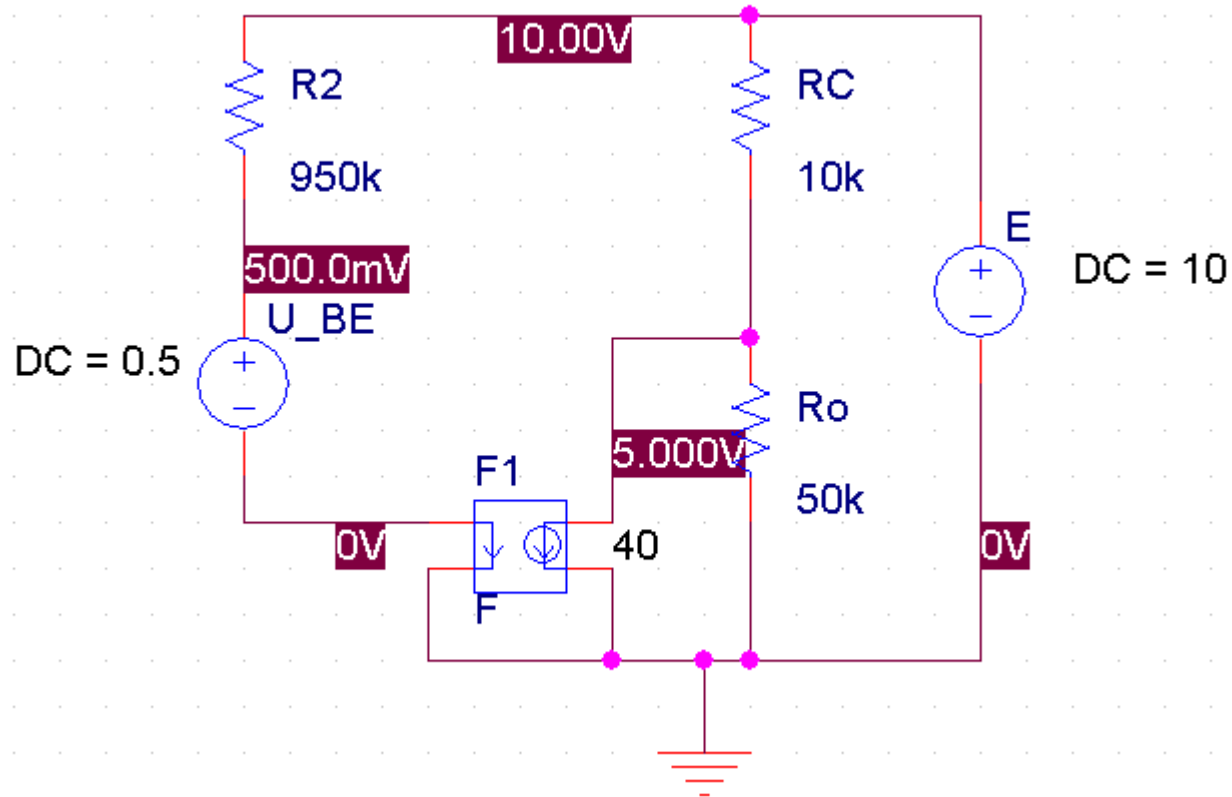 10.00V
R2
950k
RC
10k
E
DC = 10
500.0mV
U_BE
DC = 0.5
Ro
50k
5.000V
F1
40
F
0V
0V